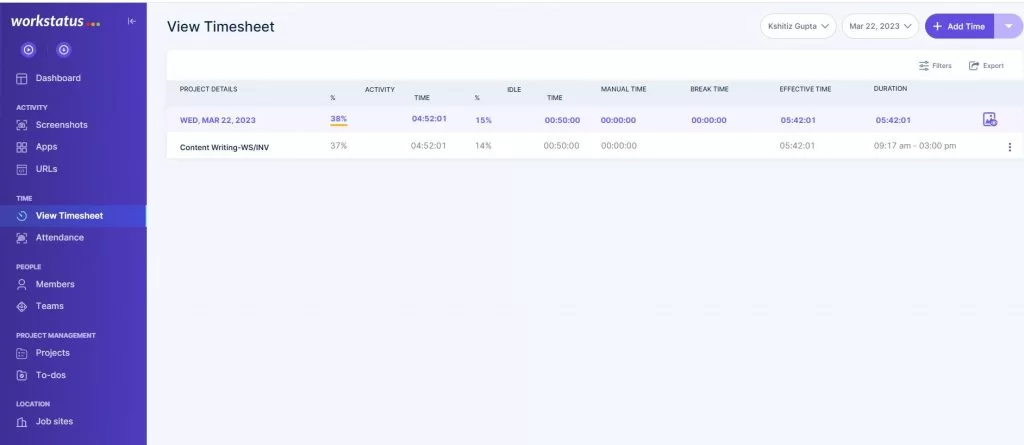 workstatus
Dashboard
ACTIVITY
Screenshots
Apps
URLs
TIME
View Timesheet
Attendance
PEOPLE
Members
Teams
PROJECT MANAGEMENT
Projects
To-dos
LOCATION
Job sites
View Timesheet
Kshitiz Gupta
Mar 22, 2023
+ Add Time
Filters
Export
PROJECT DETAILS ACTIVITY IDLE MANUAL TIME BREAK TIME EFFECTIVE TIME DURATION
% TIME % TIME
WED, MAR 22, 2023 38% 04:52:01 15% 00:50:00 00:00:00 00:00:00 05:42:01 05:42:01
Content Writing-WS/INV 37% 04:52:01 14% 00:50:00 00:00:00 05:42:01 09:17 am - 03:00 pm